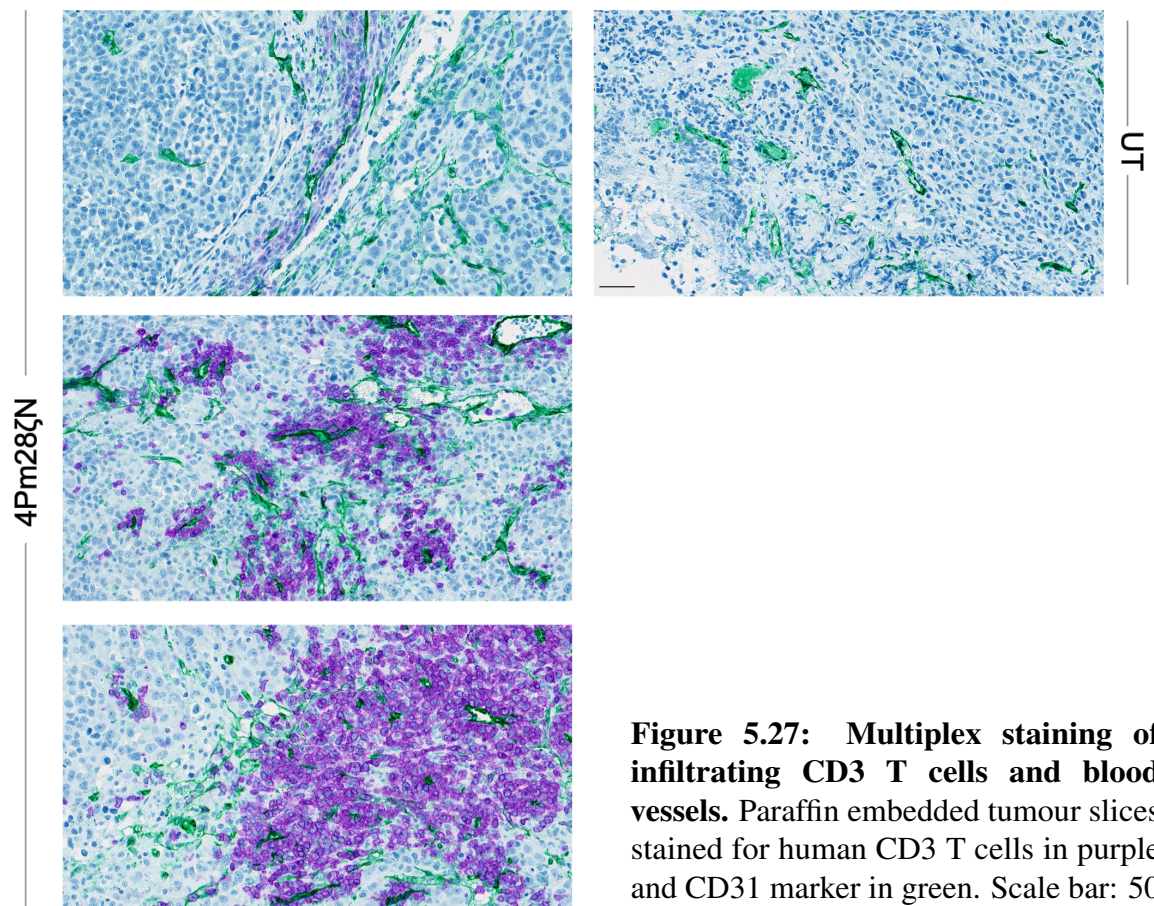 4Pm28ζN
UT
Figure 5.27: Multiplex staining of
infiltrating CD3 T cells and blood
vessels. Paraffin embedded tumour slices
stained for human CD3 T cells in purple
and CD31 marker in green. Scale bar: 50